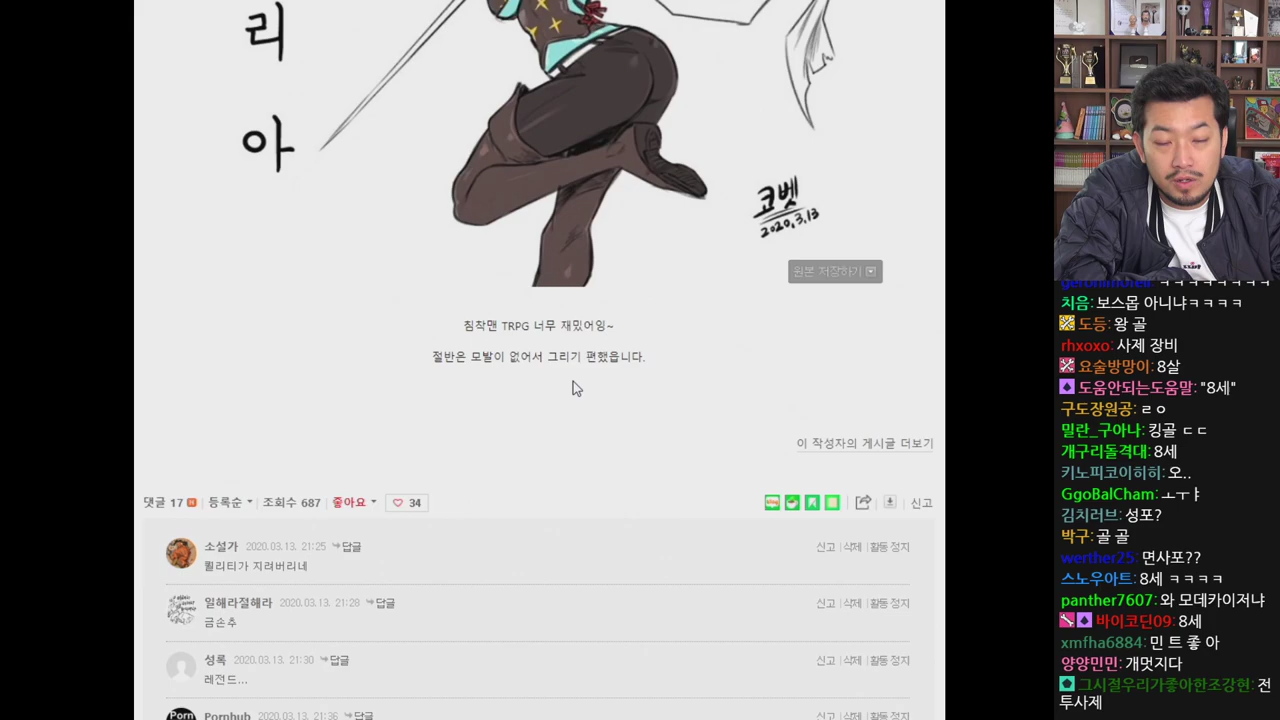 리
아
코벳
2020.3.13
원본 저장하기
침착맨 TRPG 너무 재밌어잉~
절반은 모발이 없어서 그리기 편했읍니다.
이 작성자의 게시글 더보기
댓글 17 등록순 조회수 687 좋아요 34 신고
소설가 2020.03.13. 21:25 답글 신고 삭제 활동정지
퀄리티가 지려버리네
일해라절해라 2020.03.13. 21:28 답글 신고 삭제 활동정지
금손추
성록 2020.03.13. 21:30 답글 신고 삭제 활동정지
레전드...
Porn Pornhub 2020.03.13. 21:36 답글 신고 삭제 활동정지
ㅋㅋㅋㅋㅋㅋㅋㅋ
처음: 보스몹 아니냐ㅋㅋㅋㅋ
도등: 왕 골
rhxoxo: 사제 장비
요술방망이: 8살
도움안되는도움말: "8세"
구도장원공: ㄹㅇ
밀란_구아나: 킹골 ㄷㄷ
개구리돌격대: 8세
키노피코이히히: 오..
GgoBalCham: ㅗㅜㅑ
김치러브: 성포?
박구: 골 골
werther25: 면사포??
스노우아트: 8세 ㅋㅋㅋㅋ
panther7607: 와 모데카이저냐
바이코딘09: 8세
xmfha6884: 민 트 좋 아
양양민민: 개멋지다
그시절우리가좋아한조강현: 전
투사제